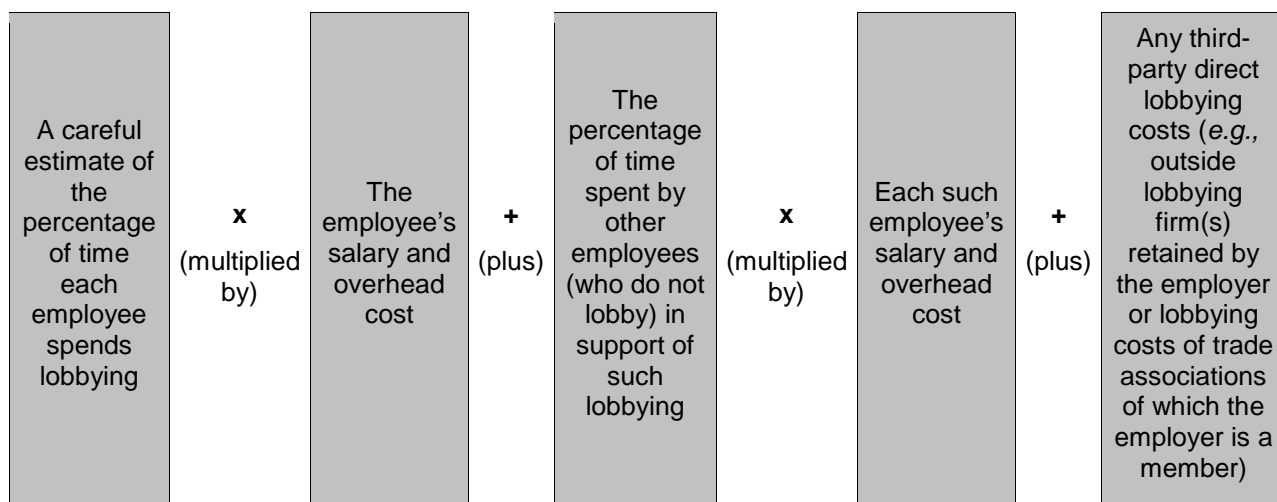 A careful
estimate of
the
percentage
of time
each
employee
spends
lobbying
x
(multiplied
by)
The
employee’s
salary and
overhead
cost
+
(plus)
The
percentage
of time
spent by
other
employees
(who do not
lobby) in
support of
such
lobbying
x
(multiplied
by)
Each such
employee’s
salary and
overhead
cost
+
(plus)
Any third-
party direct
lobbying
costs (e.g.,
outside
lobbying
firm(s)
retained by
the employer
or lobbying
costs of trade
associations
of which the
employer is a
member)